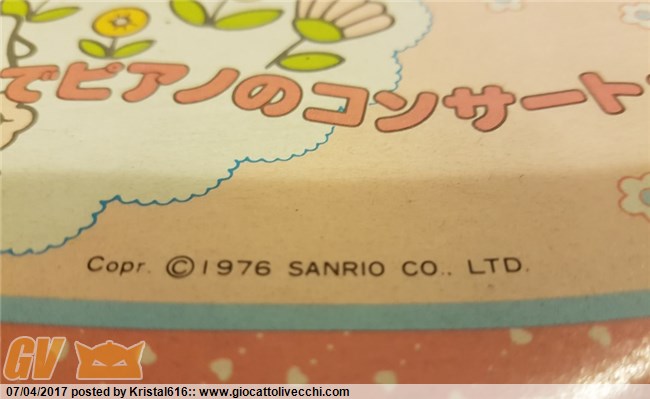 でピアノのコンサート
Copr. ©1976 SANRIO CO., LTD.
GV
07/04/2017 posted by Kristal616:: www.giocattolivecchi.com